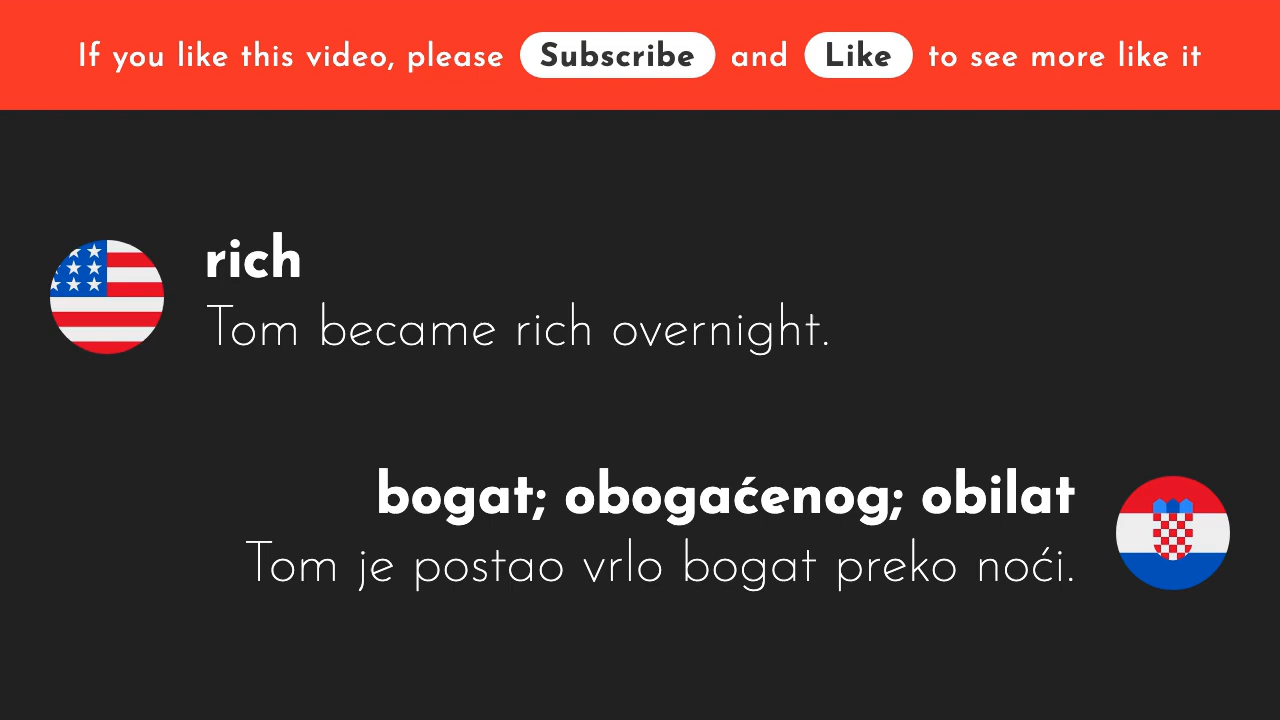 If you like this video, please Subscribe and Like to see more like it
rich
Tom became rich overnight.
bogat; obogaćenog; obilat
Tom je postao vrlo bogat preko noći.